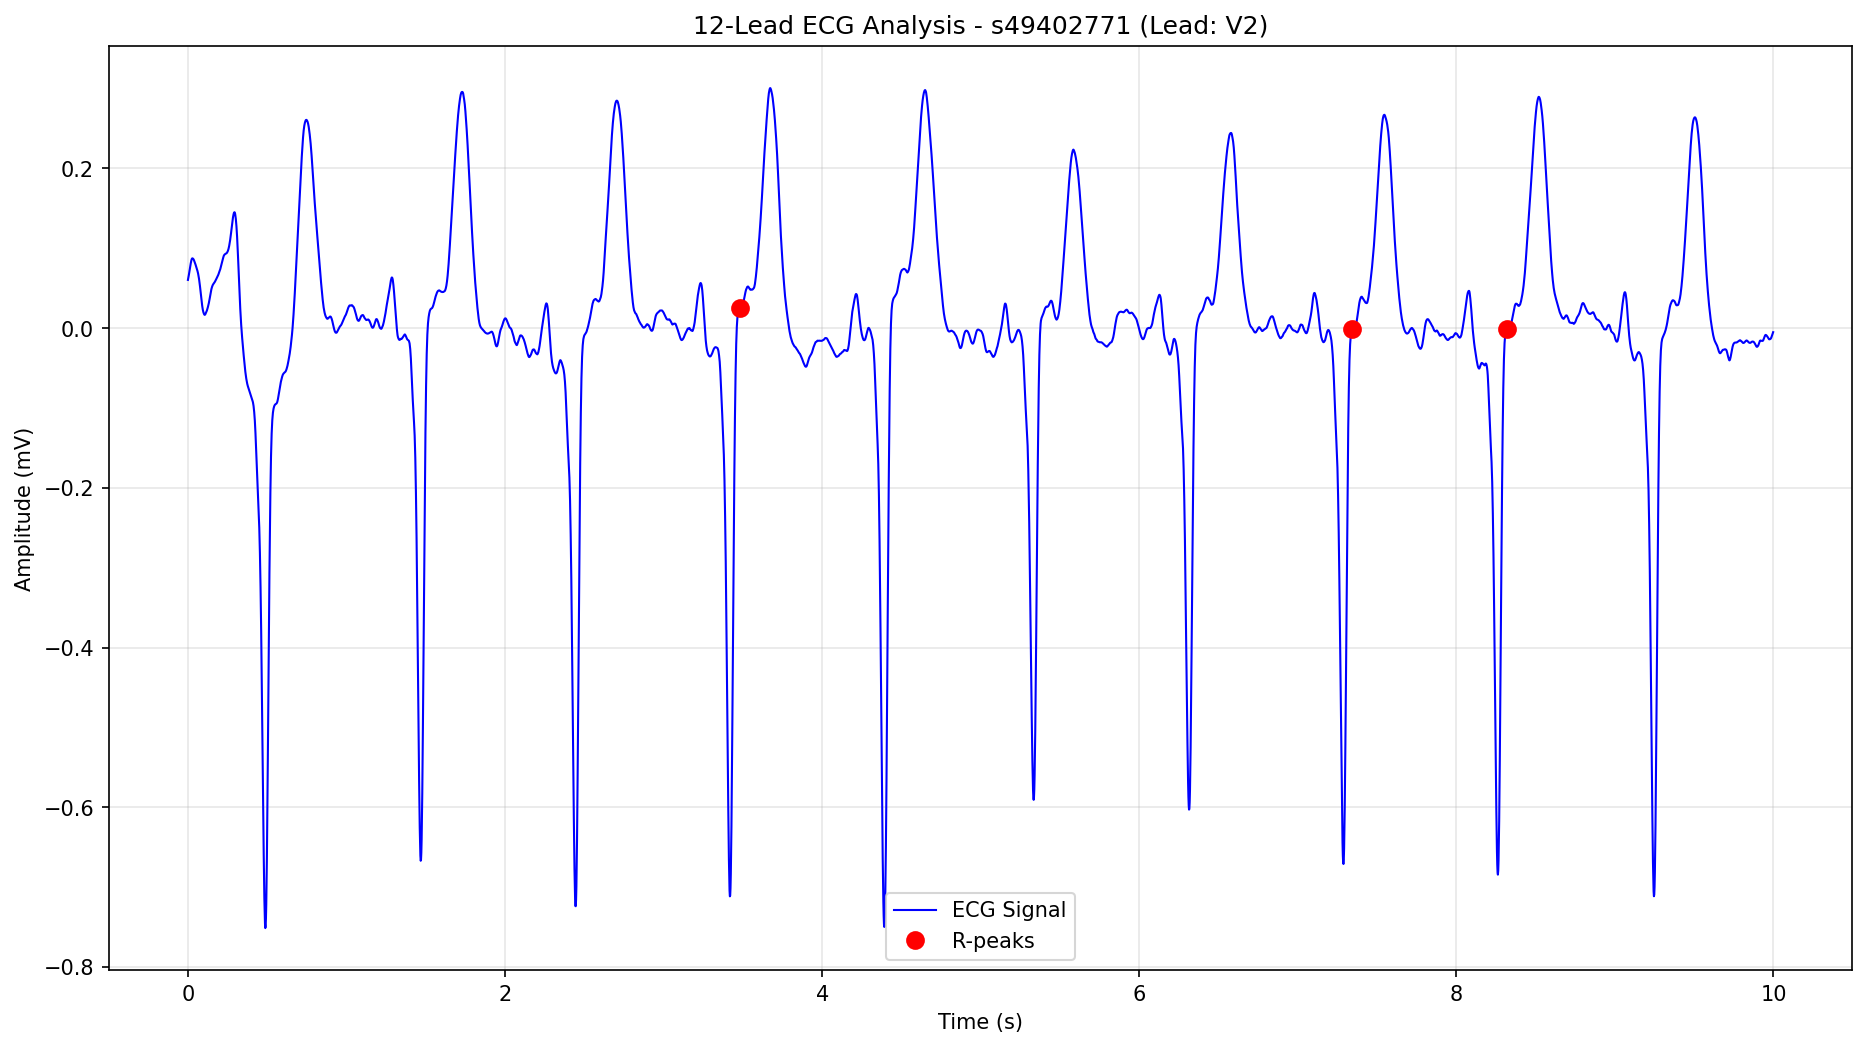 12-Lead ECG Analysis - s49402771 (Lead: V2)
Amplitude (mV)
0.2
0.0
−0.2
−0.4
−0.6
−0.8
ECG Signal
R-peaks
0 2 4 6 8 10
Time (s)